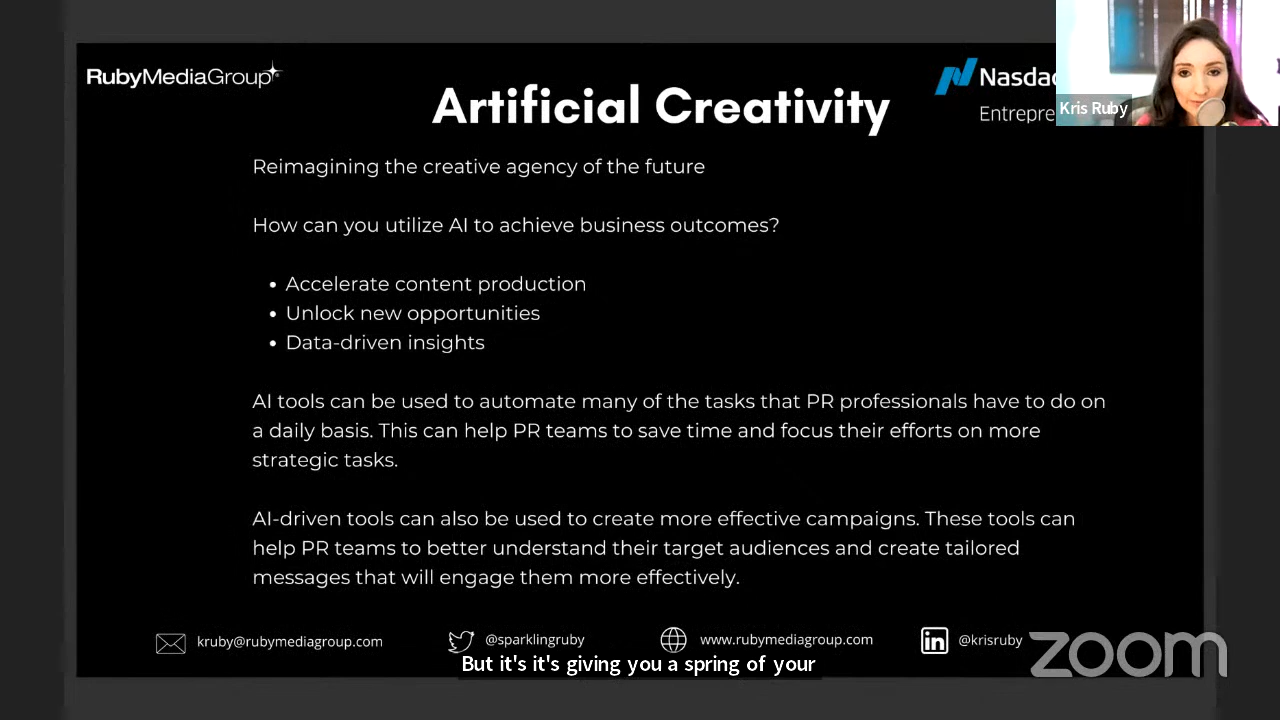 RubyMediaGroup
Artificial Creativity
Nasdaq
Entrepre
Kris Ruby
Reimagining the creative agency of the future
How can you utilize AI to achieve business outcomes?
• Accelerate content production
• Unlock new opportunities
• Data-driven insights
AI tools can be used to automate many of the tasks that PR professionals have to do on
a daily basis. This can help PR teams to save time and focus their efforts on more
strategic tasks.
AI-driven tools can also be used to create more effective campaigns. These tools can
help PR teams to better understand their target audiences and create tailored
messages that will engage them more effectively.
kruby@rubymediagroup.com
@sparklingruby
www.rubymediagroup.com
in @krisruby
zoom
But it's it's giving you a spring of your